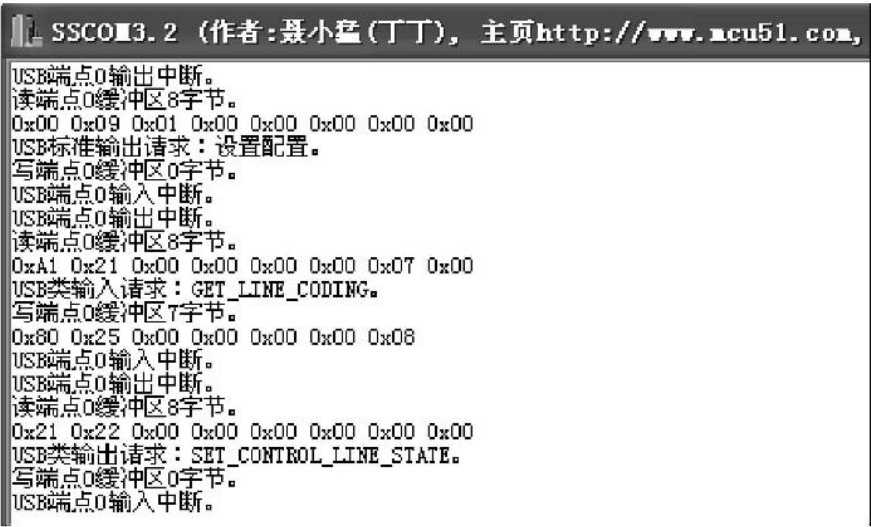 SSCOM3.2 (作者:聂小猛(丁丁), 主页http://www.mcu51.com,
USB端点0输出中断。
读端点0缓冲区8字节。
0x00 0x09 0x01 0x00 0x00 0x00 0x00 0x00
USB标准输出请求：设置配置。
写端点0缓冲区0字节。
USB端点0输入中断。
USB端点0输出中断。
读端点0缓冲区8字节。
0xA1 0x21 0x00 0x00 0x00 0x00 0x07 0x00
USB类输入请求：GET_LINE_CODING。
写端点0缓冲区7字节。
0x80 0x25 0x00 0x00 0x00 0x00 0x08
USB端点0输入中断。
USB端点0输出中断。
读端点0缓冲区8字节。
0x21 0x22 0x00 0x00 0x00 0x00 0x00 0x00
USB类输出请求：SET_CONTROL_LINE_STATE。
写端点0缓冲区0字节。
USB端点0输入中断。